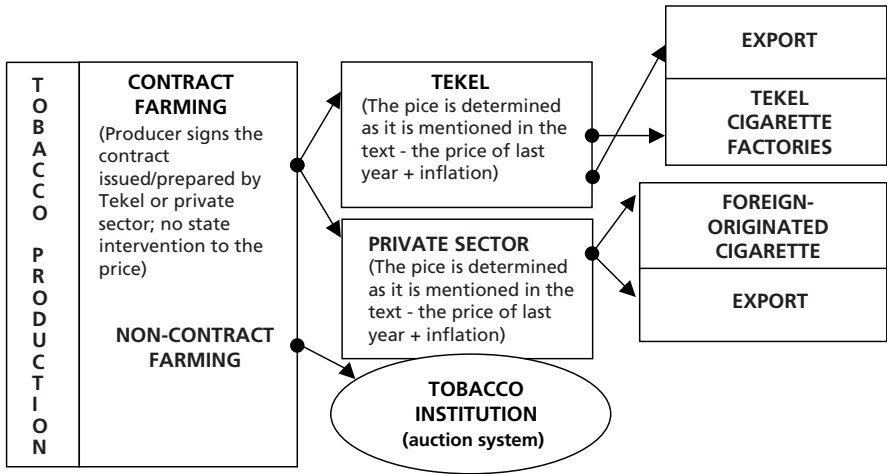 TOBACCO PRODUCTION
CONTRACT
FARMING
(Producer signs the
contract
issued/prepared by
Tekel or private
sector; no state
intervention to the
price)
NON-CONTRACT
FARMING
TEKEL
(The pice is determined
as it is mentioned in the
text - the price of last
year + inflation)
PRIVATE SECTOR
(The pice is determined
as it is mentioned in the
text - the price of last
year + inflation)
TOBACCO
INSTITUTION
(auction system)
EXPORT
TEKEL
CIGARETTE
FACTORIES
FOREIGN-
ORIGINATED
CIGARETTE
EXPORT